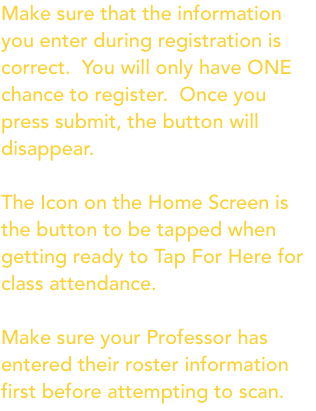 Make sure that the information
you enter during registration is
correct.  You will only have ONE
chance to register.  Once you
press submit, the button will
disappear.

The Icon on the Home Screen is
the button to be tapped when
getting ready to Tap For Here for
class attendance.

Make sure your Professor has
entered their roster information
first before attempting to scan.